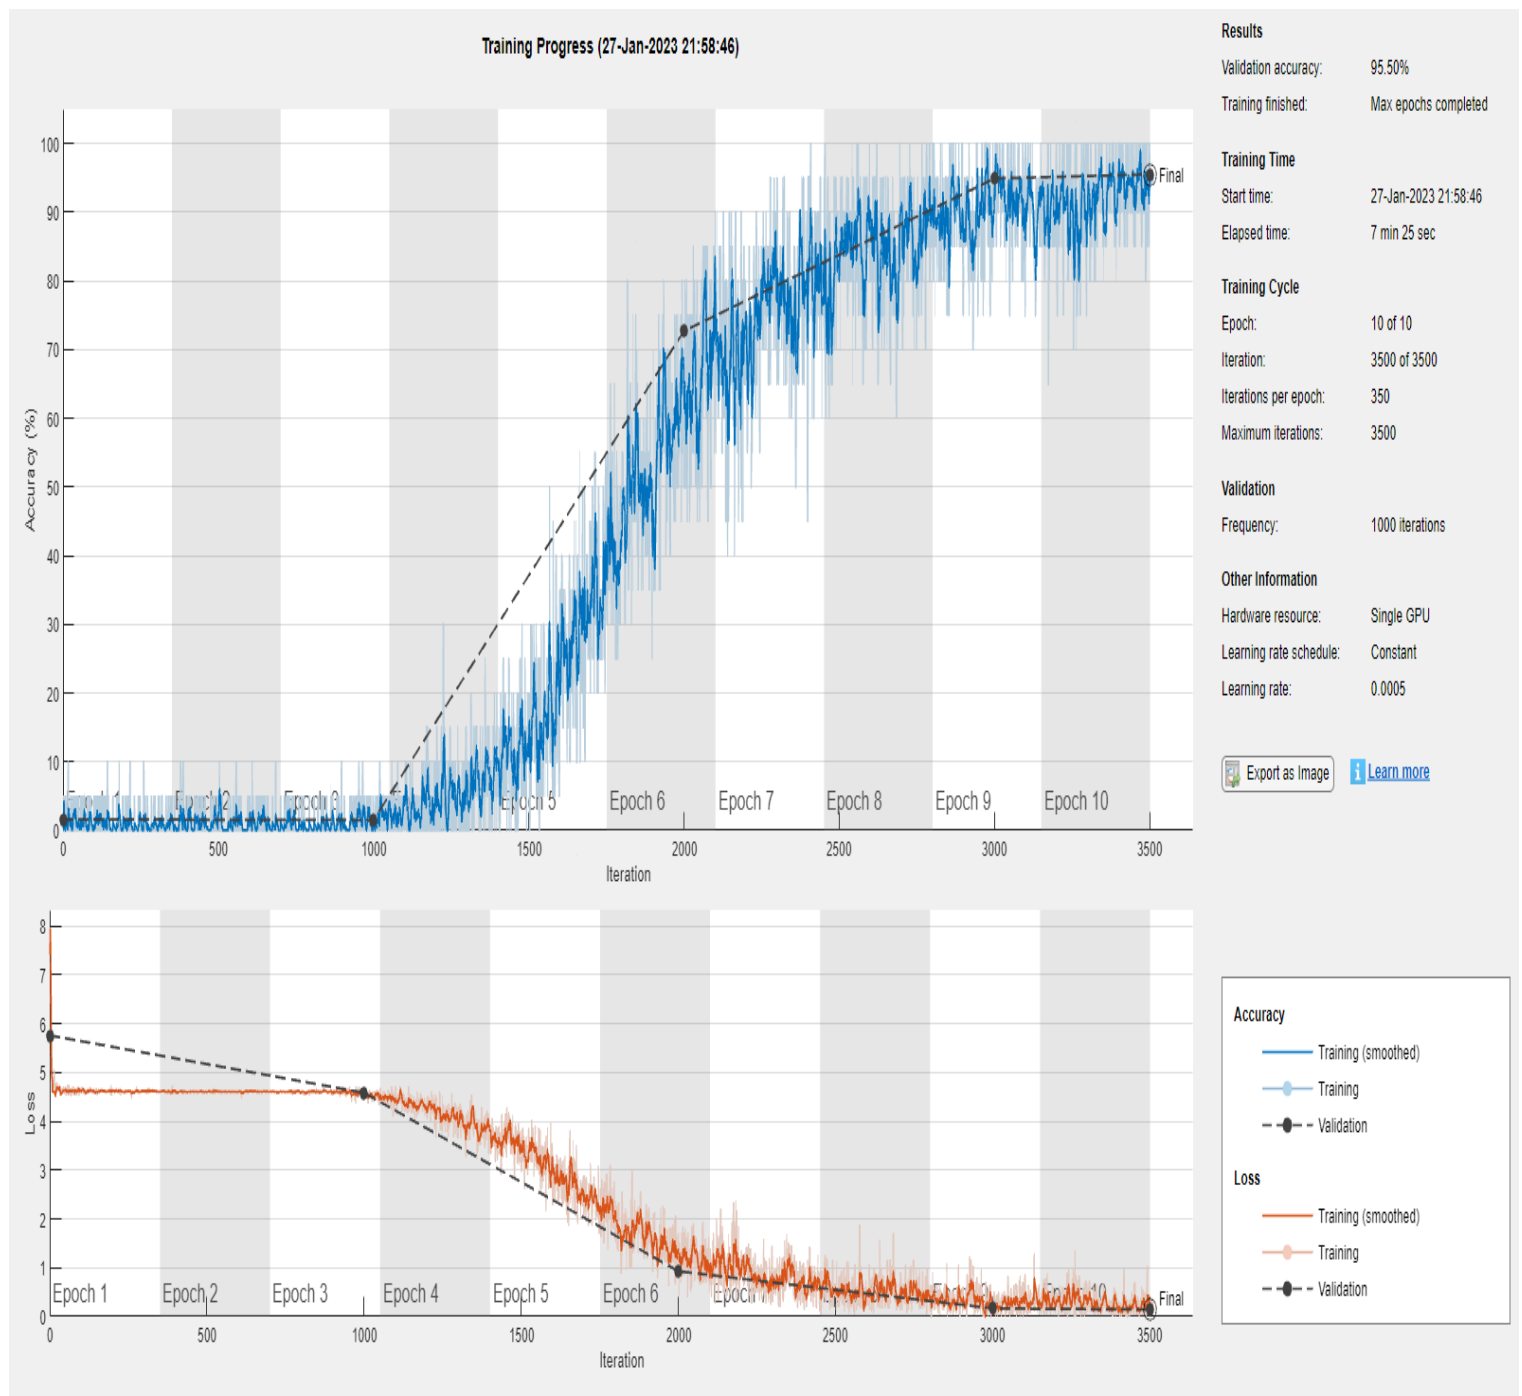 Training Progress (27-Jan-2023 21:58:46)
100
90
80
70
60
50
40
30
20
10
0
Accuracy (%)
Epoch 5
Epoch 6
Epoch 7
Epoch 8
Epoch 9
Epoch 10
Final
0
500
1000
1500
2000
2500
3000
3500
Iteration
8
7
6
5
4
3
2
1
0
Loss
Epoch 1
Epoch 2
Epoch 3
Epoch 4
Epoch 5
Epoch 6
Final
0
500
1000
1500
2000
2500
3000
3500
Iteration
Results
Validation accuracy: 95.50%
Training finished: Max epochs completed
Training Time
Start time: 27-Jan-2023 21:58:46
Elapsed time: 7 min 25 sec
Training Cycle
Epoch: 10 of 10
Iteration: 3500 of 3500
Iterations per epoch: 350
Maximum iterations: 3500
Validation
Frequency: 1000 iterations
Other Information
Hardware resource: Single GPU
Learning rate schedule: Constant
Learning rate: 0.0005
Export as Image
i Learn more
Accuracy
Training (smoothed)
Training
Validation
Loss
Training (smoothed)
Training
Validation